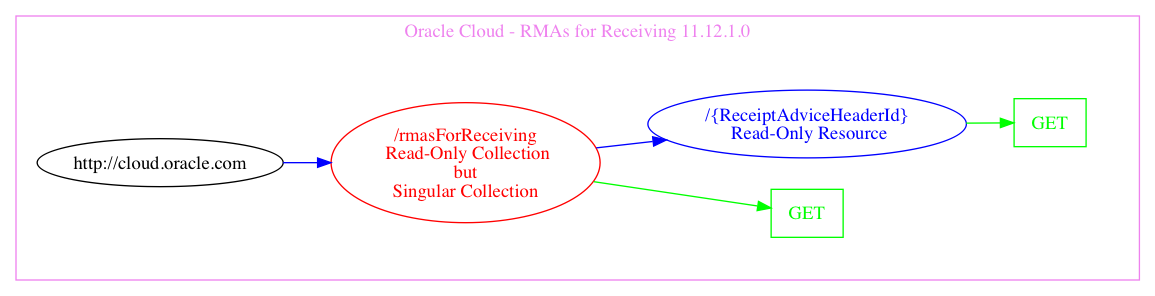 Oracle Cloud - RMAs for Receiving 11.12.1.0
http://cloud.oracle.com
/rmasForReceiving
Read-Only Collection
but
Singular Collection
/{ReceiptAdviceHeaderId}
Read-Only Resource
GET
GET